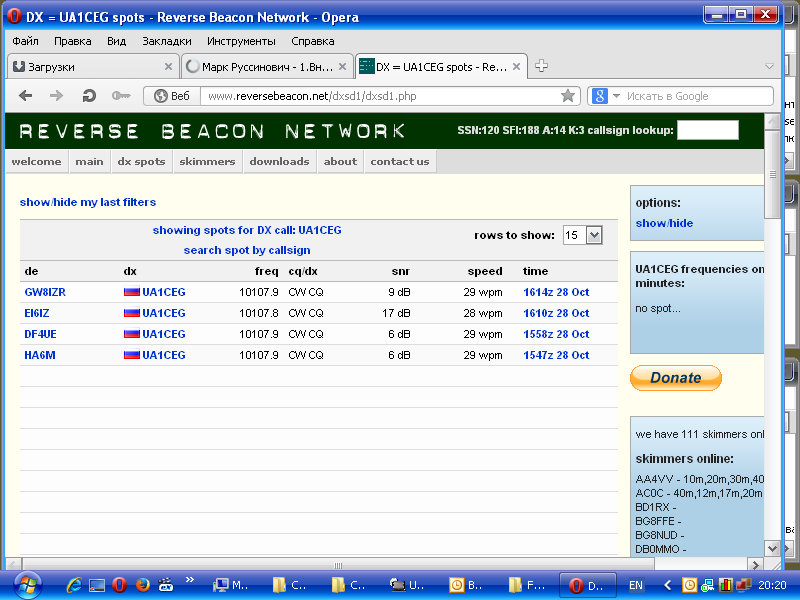 DX = UA1CEG spots - Reverse Beacon Network - Opera
Файл Правка Вид Закладки Инструменты Справка
Загрузки Марк Руссинович - 1.Вн... DX = UA1CEG spots - Re...
Веб www.reversebeacon.net/dxsd1/dxsd1.php Искать в Google
REVERSE BEACON NETWORK SSN:120 SFI:188 A:14 K:3 callsign lookup:
welcome main dx spots skimmers downloads about contact us
show/hide my last filters
showing spots for DX call: UA1CEG
search spot by callsign
rows to show: 15
de dx freq cq/dx snr speed time
GW8IZR UA1CEG 10107.9 CW CQ 9 dB 29 wpm 1614z 28 Oct
EI6IZ UA1CEG 10107.8 CW CQ 17 dB 28 wpm 1610z 28 Oct
DF4UE UA1CEG 10107.9 CW CQ 6 dB 29 wpm 1558z 28 Oct
HA6M UA1CEG 10107.9 CW CQ 6 dB 29 wpm 1547z 28 Oct
options:
show/hide
UA1CEG frequencies on
minutes:
no spot...
Donate
we have 111 skimmers onl
skimmers online:
AA4VV - 10m,20m,30m,40
AC0C - 40m,12m,17m,20m
BD1RX -
BG8FFE -
BG8NUD -
DB0MMO -
M.. C.. C.. U.. B.. F.. D.. EN 20:20